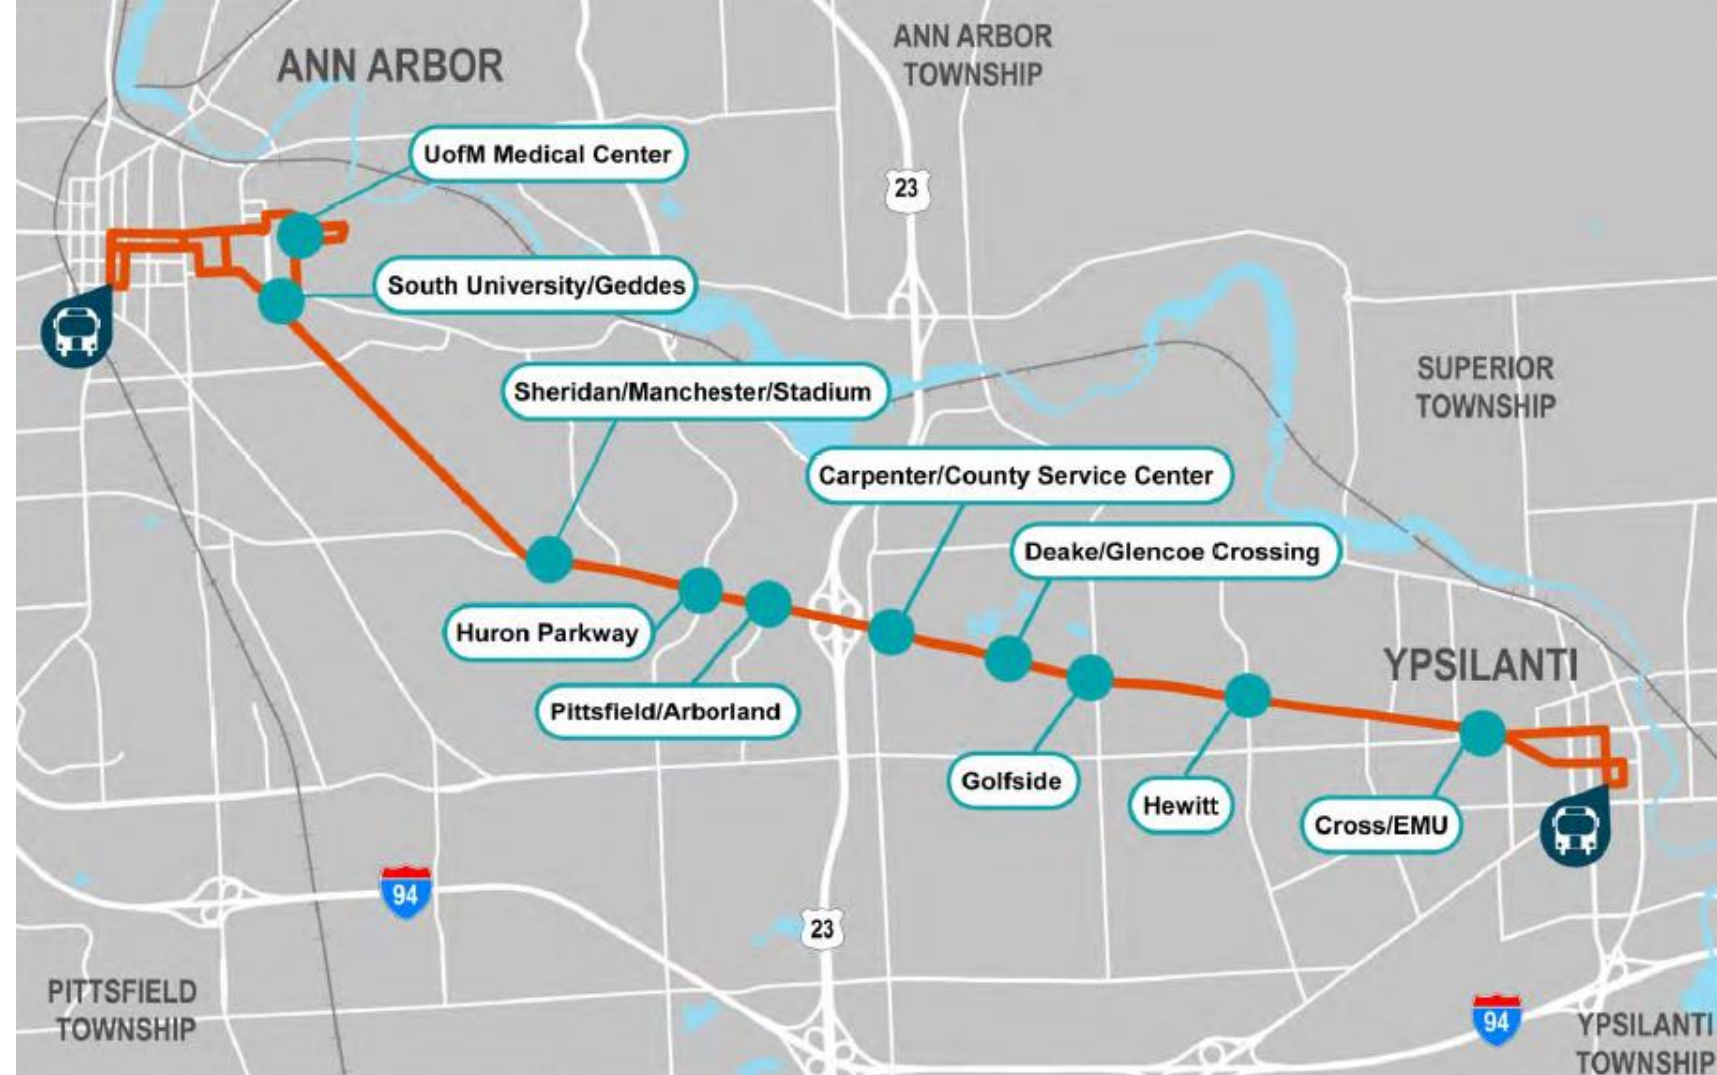 ANN ARBOR
ANN ARBOR
TOWNSHIP
UofM Medical Center
23
South University/Geddes
SUPERIOR
TOWNSHIP
Sheridan/Manchester/Stadium
Carpenter/County Service Center
Deake/Glencoe Crossing
Huron Parkway
YPSILANTI
Pittsfield/Arborland
Golfside
Hewitt
Cross/EMU
94
23
PITTSFIELD
TOWNSHIP
94
YPSILANTI
TOWNSHIP